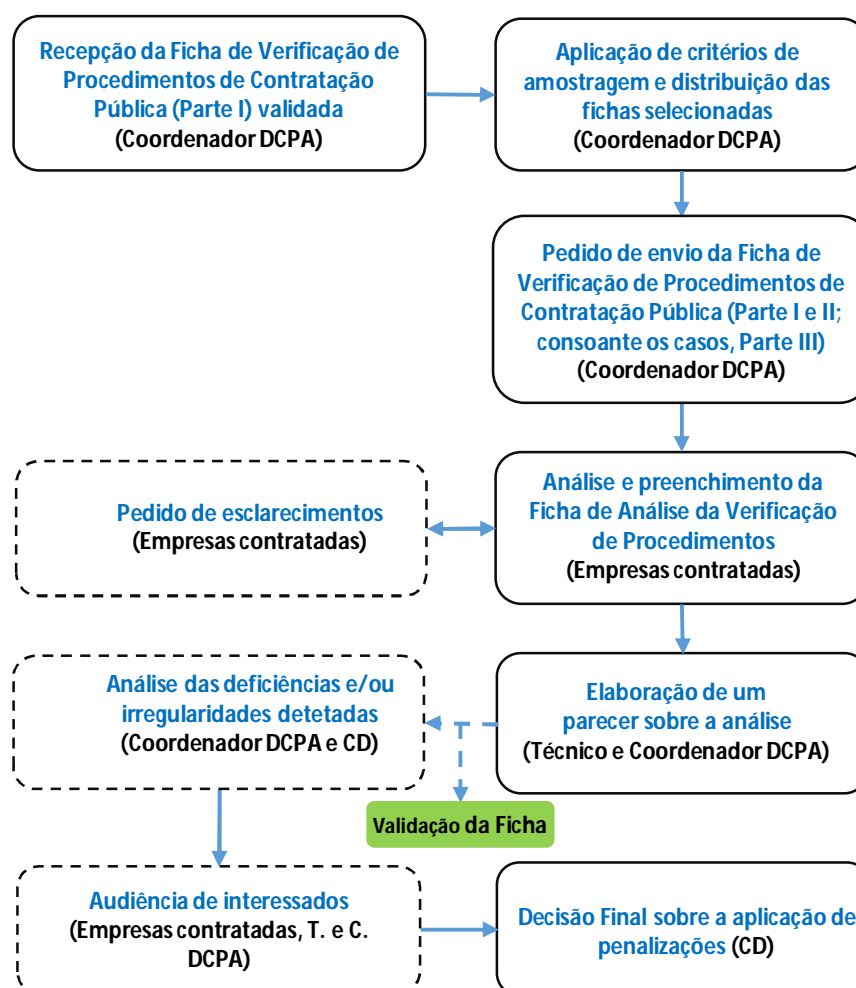 Recepção da Ficha de Verificação de
Procedimentos de Contratação
Pública (Parte I) validada
(Coordenador DCPA)
Aplicação de critérios de
amostragem e distribuição das
fichas selecionadas
(Coordenador DCPA)
Pedido de envio da Ficha de
Verificação de Procedimentos de
Contratação Pública (Parte I e II;
consoante os casos, Parte III)
(Coordenador DCPA)
Análise e preenchimento da
Ficha de Análise da Verificação
de Procedimentos
(Empresas contratadas)
Pedido de esclarecimentos
(Empresas contratadas)
Elaboração de um
parecer sobre a análise
(Técnico e Coordenador DCPA)
Análise das deficiências e/ou
irregularidades detetadas
(Coordenador DCPA e CD)
Validação da Ficha
Audiência de interessados
(Empresas contratadas, T. e C.
DCPA)
Decisão Final sobre a aplicação de
penalizações (CD)